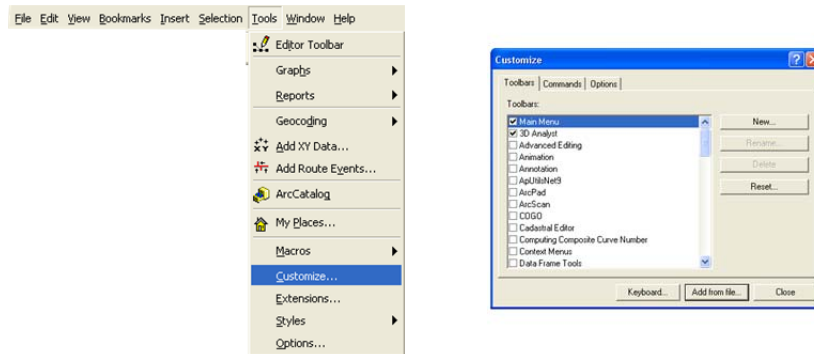 File Edit View Bookmarks Insert Selection Tools Window Help
Editor Toolbar
Graphs
Reports
Geocoding
Add XY Data...
Add Route Events...
ArcCatalog
My Places...
Macros
Customize...
Extensions...
Styles
Options...
Customize
Toolbars Commands Options
Toolbars:
Main Menu
3D Analyst
Advanced Editing
Animation
Annotation
ApUtilsNet9
ArcPad
ArcScan
COGO
Cadastral Editor
Computing Composite Curve Number
Context Menus
Data Frame Tools
New...
Rename...
Delete
Reset...
Keyboard... Add from file... Close